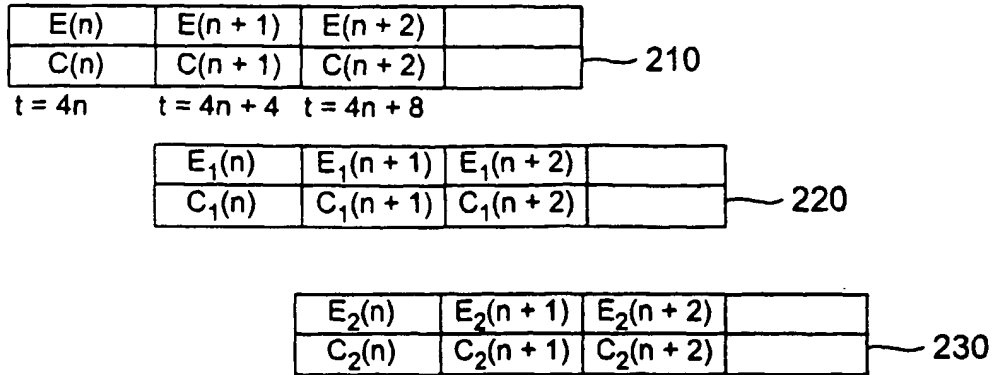 E(n) E(n + 1) E(n + 2)
C(n) C(n + 1) C(n + 2)
210
t = 4n t = 4n + 4 t = 4n + 8
E₁(n) E₁(n + 1) E₁(n + 2)
C₁(n) C₁(n + 1) C₁(n + 2)
220
E₂(n) E₂(n + 1) E₂(n + 2)
C₂(n) C₂(n + 1) C₂(n + 2)
230